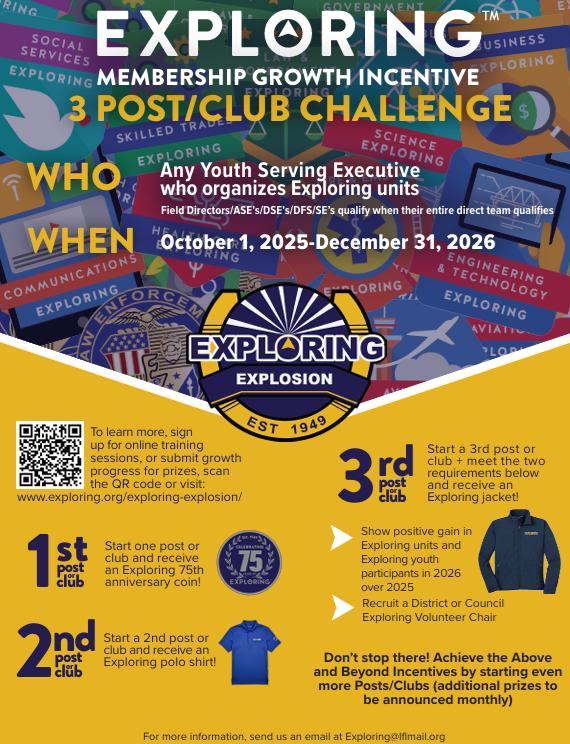 GOVERNMENT
EXPLORING™
SOCIAL
SERVICES
BUSINESS
EXPLORING
EXPLORING
MEMBERSHIP GROWTH INCENTIVE
3 POST/CLUB CHALLENGE
SKILLED TRADES
EXPLORING
SCIENCE
EXPLORING
WHO
Any Youth Serving Executive
who organizes Exploring units
Field Directors/ASE's/DSE's/DFS/SE's qualify when their entire direct team qualifies
WHEN
October 1, 2025-December 31, 2026
COMMUNICATIONS
EXPLORING
ENGINEERING
& TECHNOLOGY
EXPLORING
LAW ENFORCEMENT
EXPLORING
EXPLOSION
EST 1949
To learn more, sign
up for online training
sessions, or submit growth
progress for prizes, scan
the QR code or visit:
www.exploring.org/exploring-explosion/
1st
post
or
club
Start one post or
club and receive
an Exploring 75th
anniversary coin!
CELEBRATING
75
EXPLORING
2nd
post
or
club
Start a 2nd post or
club and receive an
Exploring polo shirt!
3rd
post
or
club
Start a 3rd post or
club + meet the two
requirements below
and receive an
Exploring jacket!
Show positive gain in
Exploring units and
Exploring youth
participants in 2026
over 2025
Recruit a District or Council
Exploring Volunteer Chair
Don't stop there! Achieve the Above
and Beyond Incentives by starting even
more Posts/Clubs (additional prizes to
be announced monthly)
For more information, send us an email at Exploring@lflmail.org